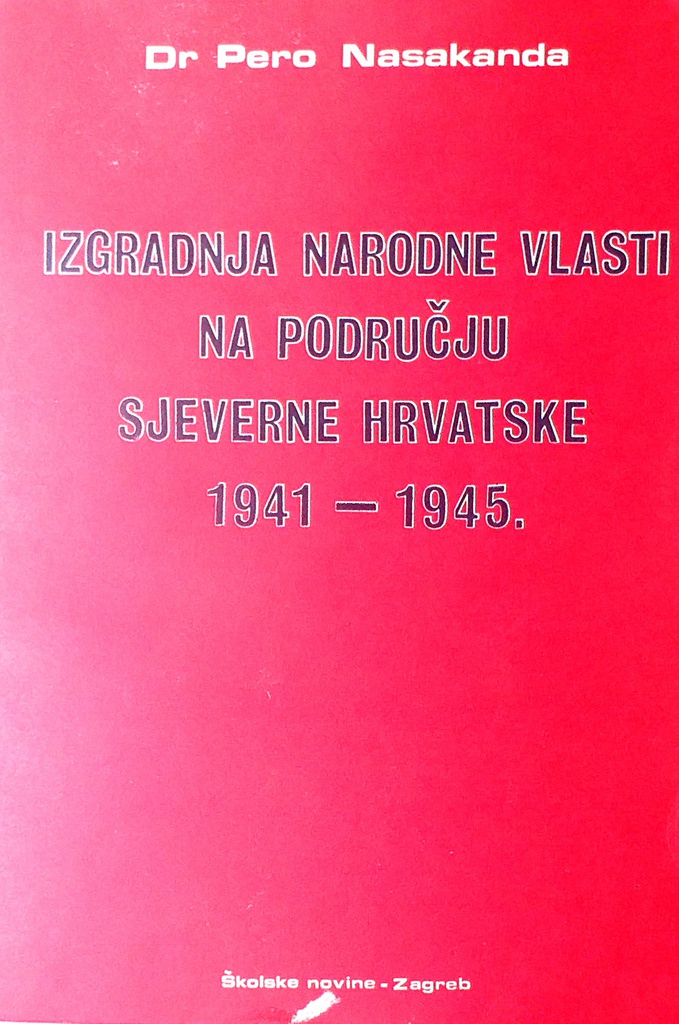 Dr Pero Nasakanda
IZGRADNJA NARODNE VLASTI
NA PODRUČJU
SJEVERNE HRVATSKE
1941 – 1945.
Školske novine - Zagreb